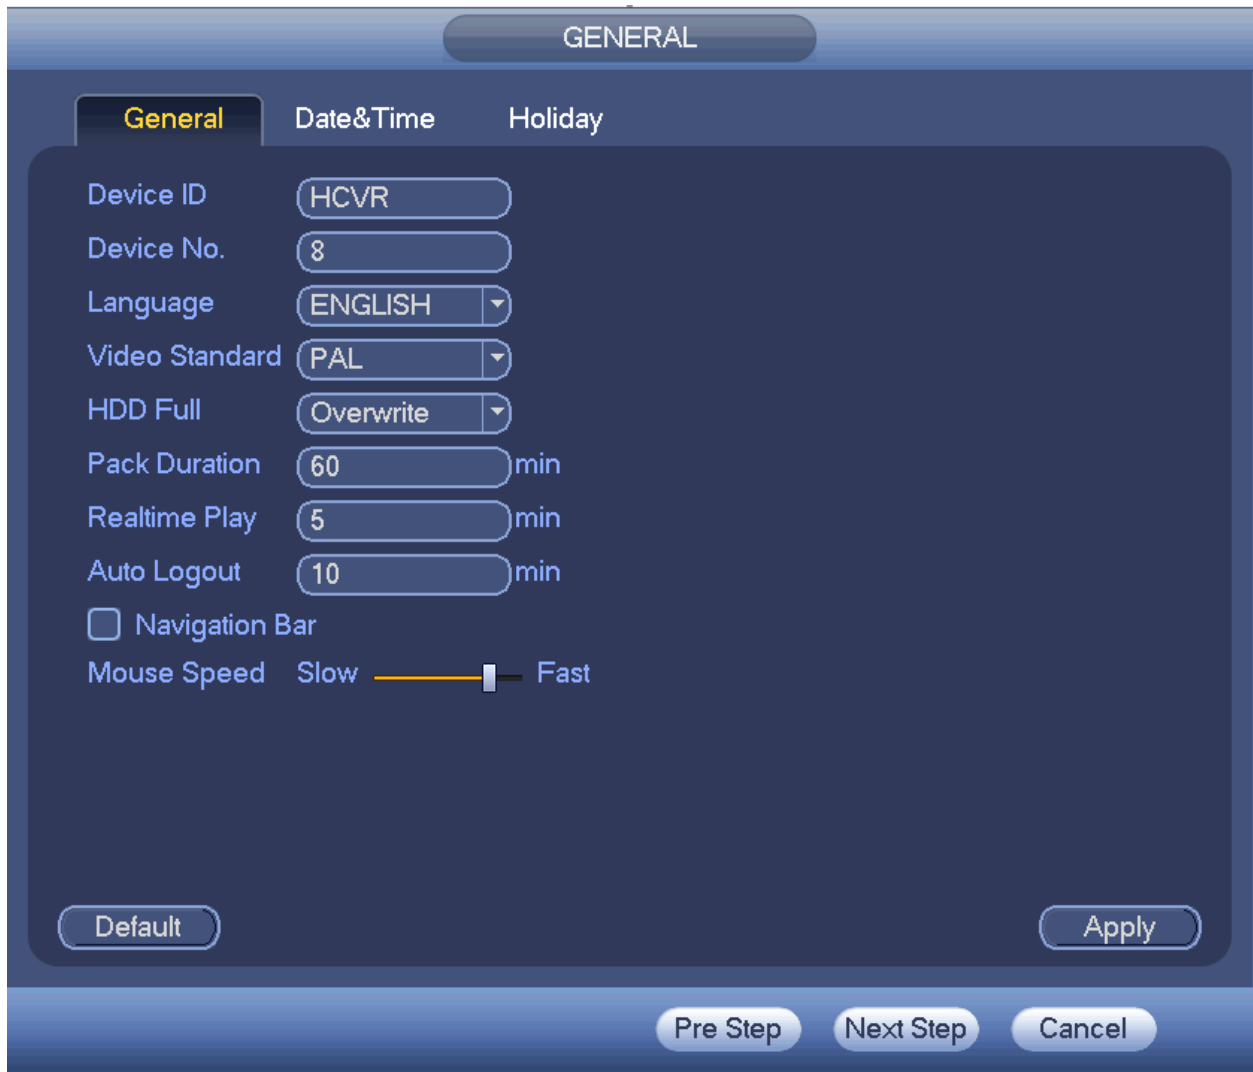 GENERAL
General Date&Time Holiday
Device ID HCVR
Device No. 8
Language ENGLISH
Video Standard PAL
HDD Full Overwrite
Pack Duration 60 min
Realtime Play 5 min
Auto Logout 10 min
Navigation Bar
Mouse Speed Slow Fast
Default Apply
Pre Step Next Step Cancel